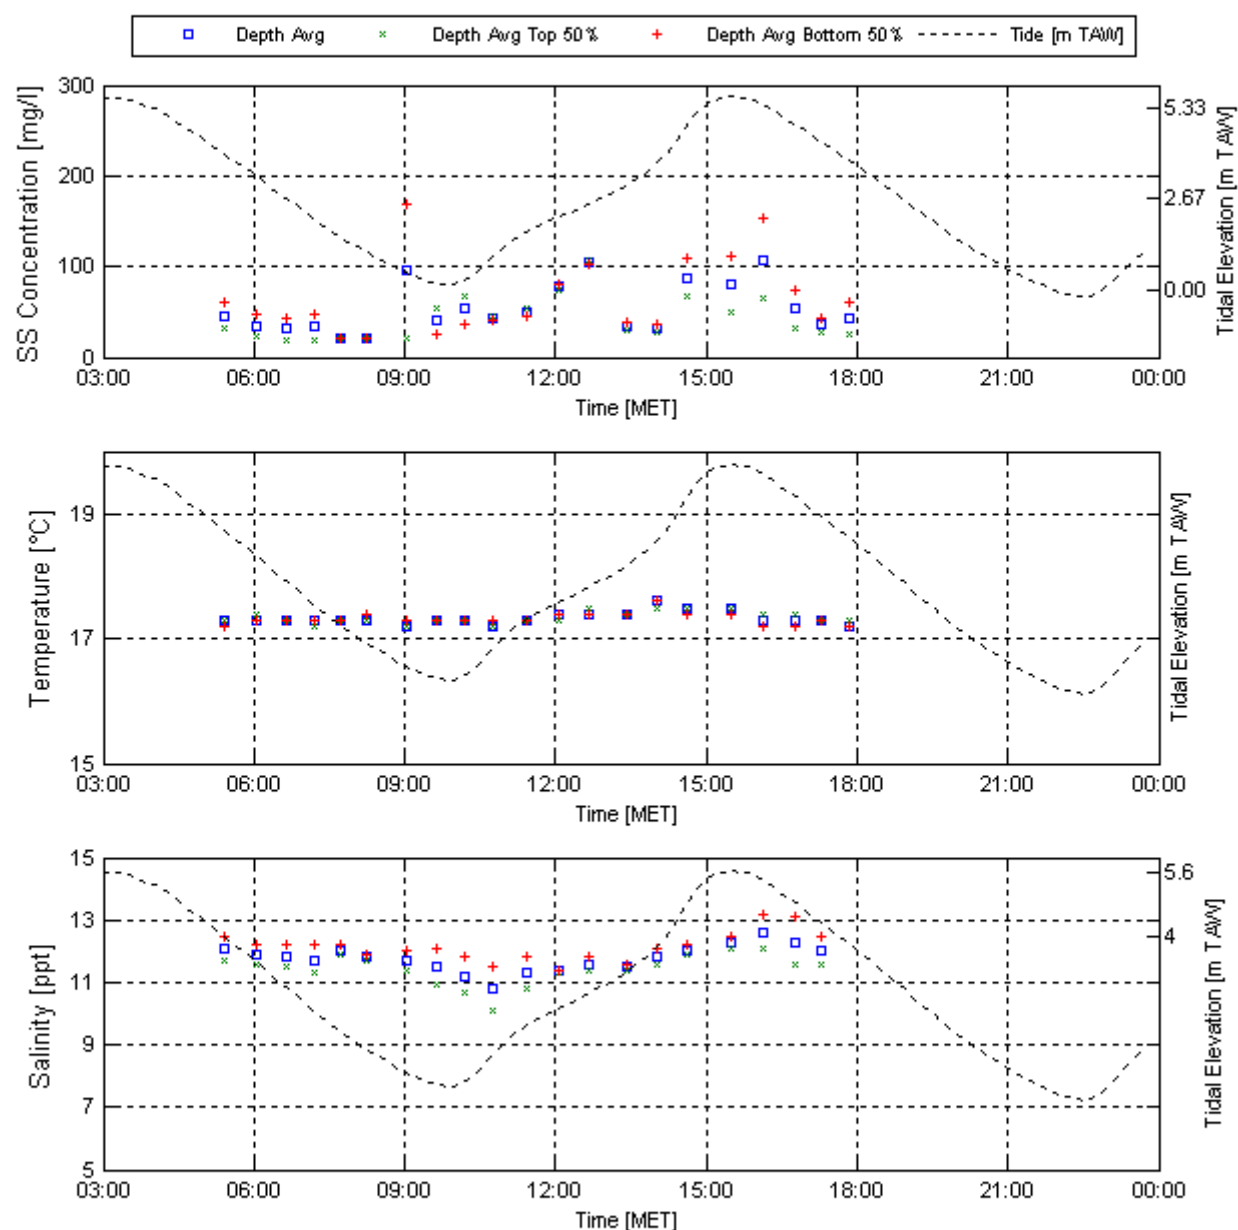 Depth Avg Depth Avg Top 50% Depth Avg Bottom 50% Tide [m TAW]
SS Concentration [mg/l]
300
200
100
0
5.33
2.67
0.00
Tidal Elevation [m TAW]
03:00 06:00 09:00 12:00 15:00 18:00 21:00 00:00
Time [MET]
Temperature [°C]
19
17
15
Tidal Elevation [m TAW]
03:00 06:00 09:00 12:00 15:00 18:00 21:00 00:00
Time [MET]
Salinity [ppt]
15
13
11
9
7
5
5.6
4
Tidal Elevation [m TAW]
03:00 06:00 09:00 12:00 15:00 18:00 21:00 00:00
Time [MET]